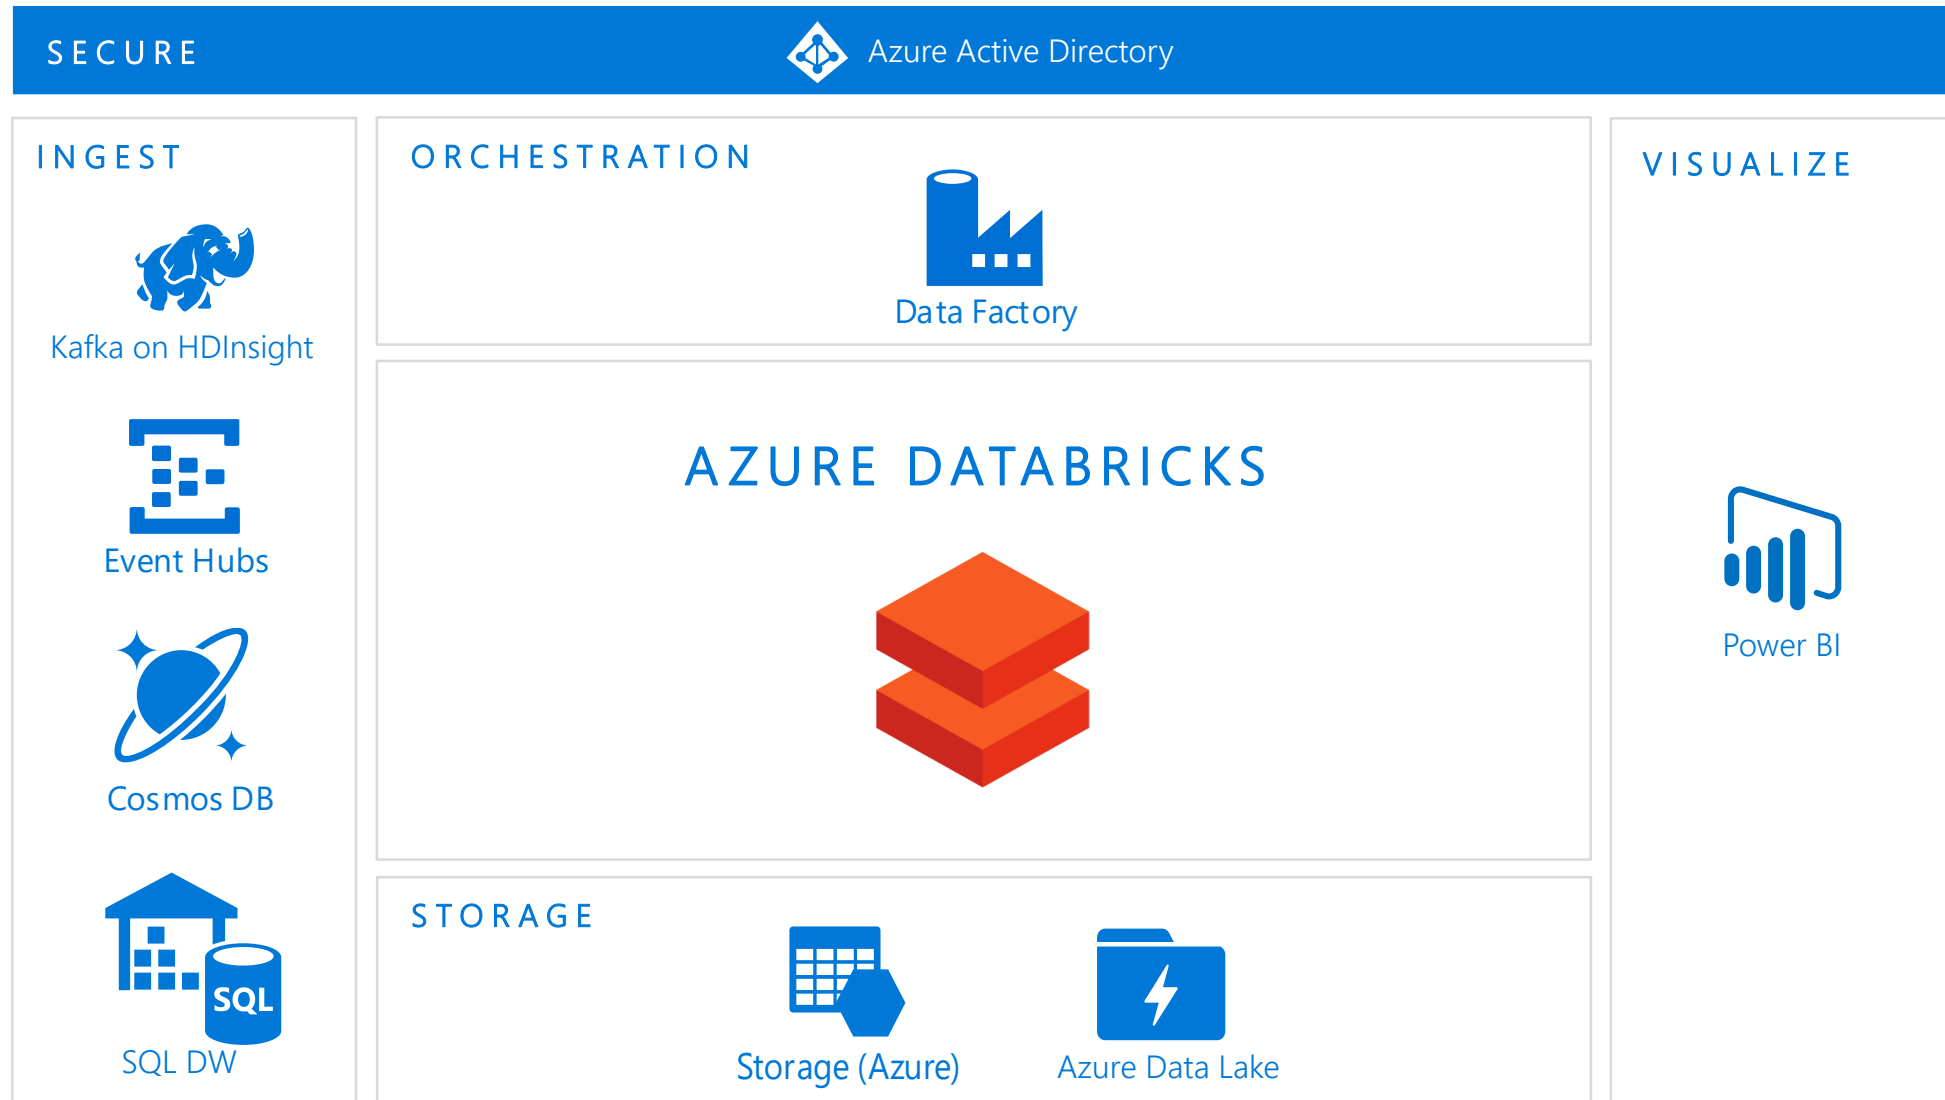 SECURE
Azure Active Directory
INGEST
Kafka on HDInsight
Event Hubs
Cosmos DB
SQL
SQL DW
ORCHESTRATION
Data Factory
AZURE DATABRICKS
STORAGE
Storage (Azure)
Azure Data Lake
VISUALIZE
Power BI